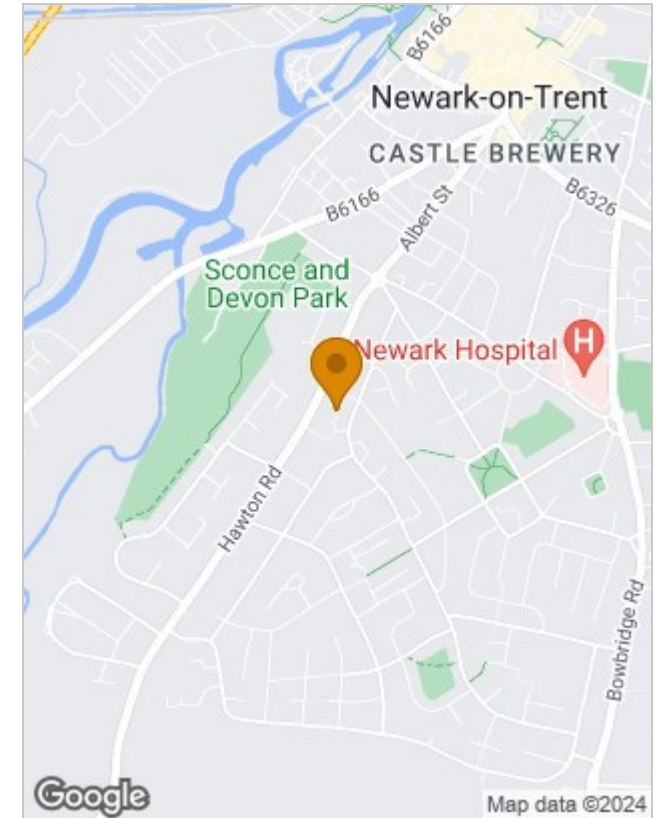 B6166
Newark-on-Trent
CASTLE BREWERY
B6326
B6166
Albert St
Sconce and
Devon Park
Newark Hospital
H
Hawton Rd
Bowbridge Rd
Google
Map data ©2024